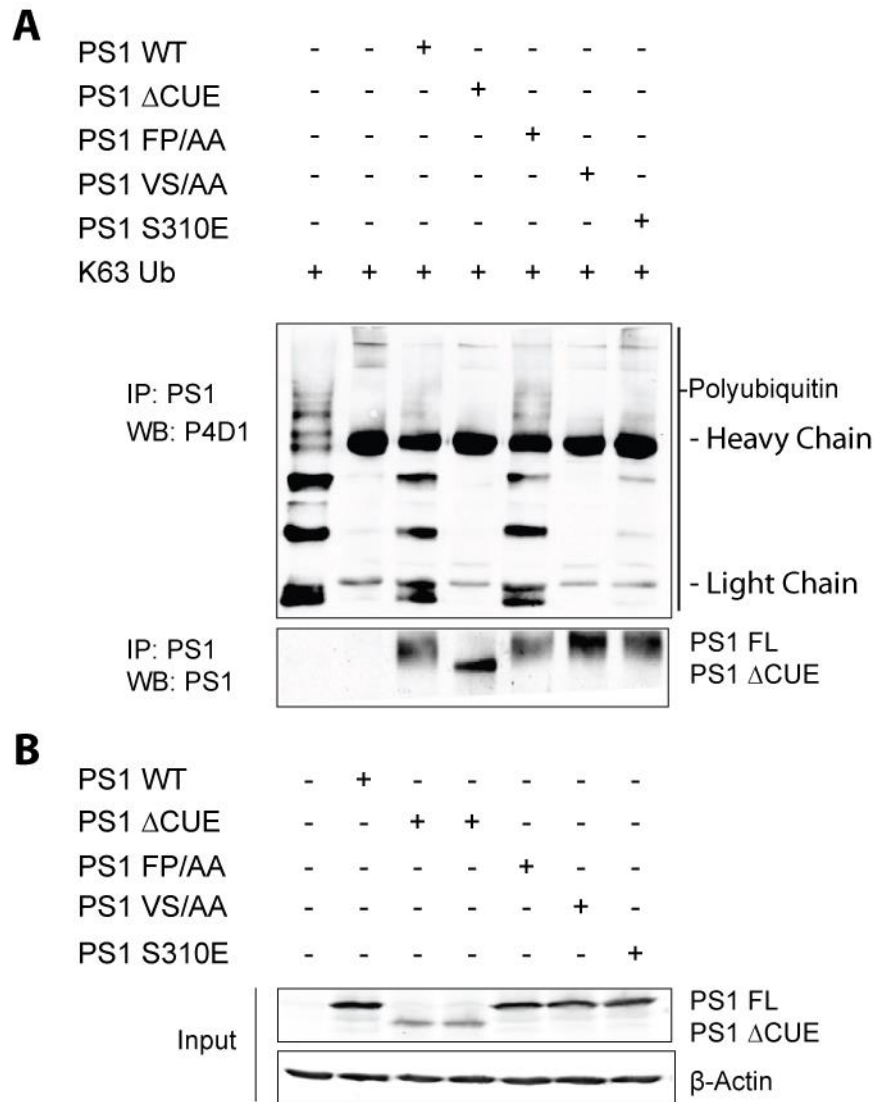 A
PS1 WT - - + - - - -
PS1 ΔCUE - - - + - - -
PS1 FP/AA - - - - + - -
PS1 VS/AA - - - - - + -
PS1 S310E - - - - - - +
K63 Ub + + + + + + +
IP: PS1
WB: P4D1
-Polyubiquitin
- Heavy Chain
- Light Chain
IP: PS1
WB: PS1
PS1 FL
PS1 ΔCUE
B
PS1 WT - + - - - - -
PS1 ΔCUE - - + + - - -
PS1 FP/AA - - - - + - -
PS1 VS/AA - - - - - + -
PS1 S310E - - - - - - +
Input
PS1 FL
PS1 ΔCUE
β-Actin